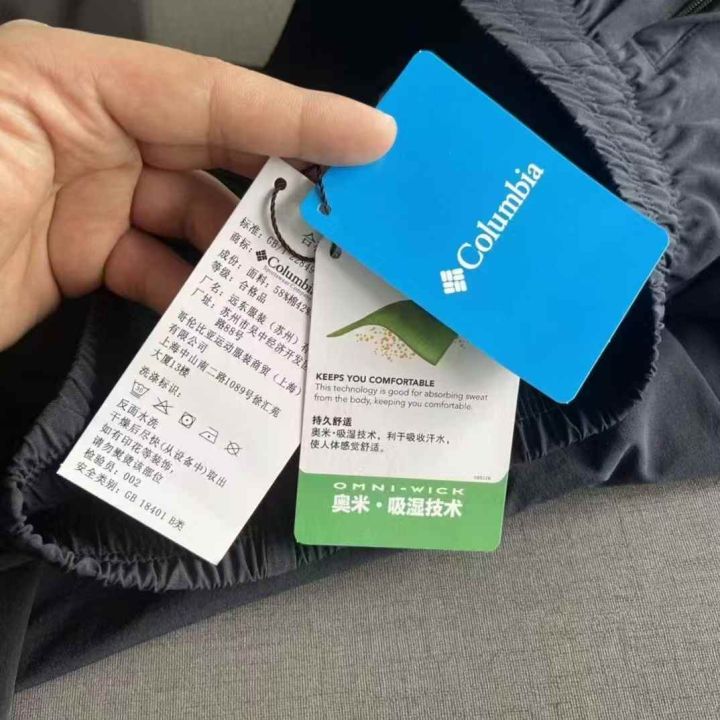 Columbia
合
标准: GB/T 22849
商标: Columbia
Sportswear Company
成份: 面料: 58%棉42%
等级: 合格品
厂名: 远东服装(苏州)有
厂址: 苏州市吴中经济开发区
路88号
哥伦比亚运动服装商贸(上海)
有限公司
上海中山南二路1089号徐汇苑
大厦13楼
洗涤标识:
30
反面水洗
干燥后尽快(从设备中)取出
如有印花等装饰,
请勿熨烫该部位
检验员: 002
安全类别: GB 18401 B类
KEEPS YOU COMFORTABLE
This technology is good for absorbing sweat
from the body, keeping you comfortable.
持久舒适
奥米·吸湿技术, 利于吸收汗水,
使人体感觉舒适。
OMNI-WICK
奥米·吸湿技术